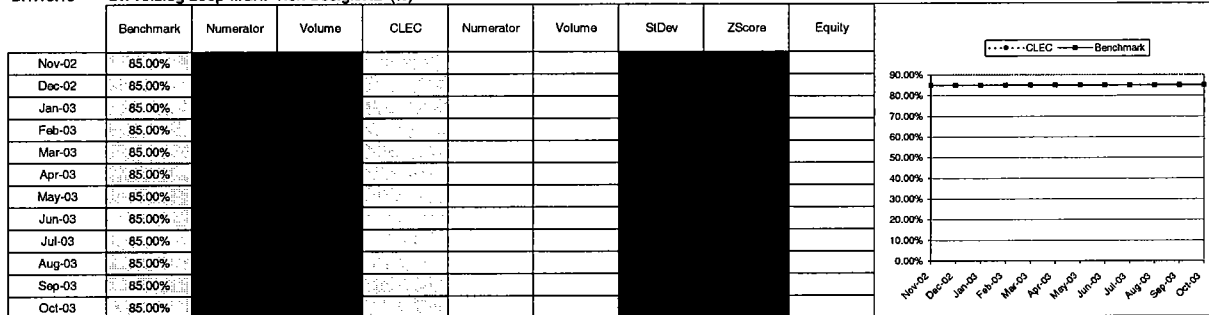 Benchmark Numerator Volume CLEC Numerator Volume StDev ZScore Equity
Nov-02 85.00%
Dec-02 85.00%
Jan-03 85.00%
Feb-03 85.00%
Mar-03 85.00%
Apr-03 85.00%
May-03 85.00%
Jun-03 85.00%
Jul-03 85.00%
Aug-03 85.00%
Sep-03 85.00%
Oct-03 85.00%
CLEC Benchmark
90.00%
80.00%
70.00%
60.00%
50.00%
40.00%
30.00%
20.00%
10.00%
0.00%
Nov-02 Dec-02 Jan-03 Feb-03 Mar-03 Apr-03 May-03 Jun-03 Jul-03 Aug-03 Sep-03 Oct-03